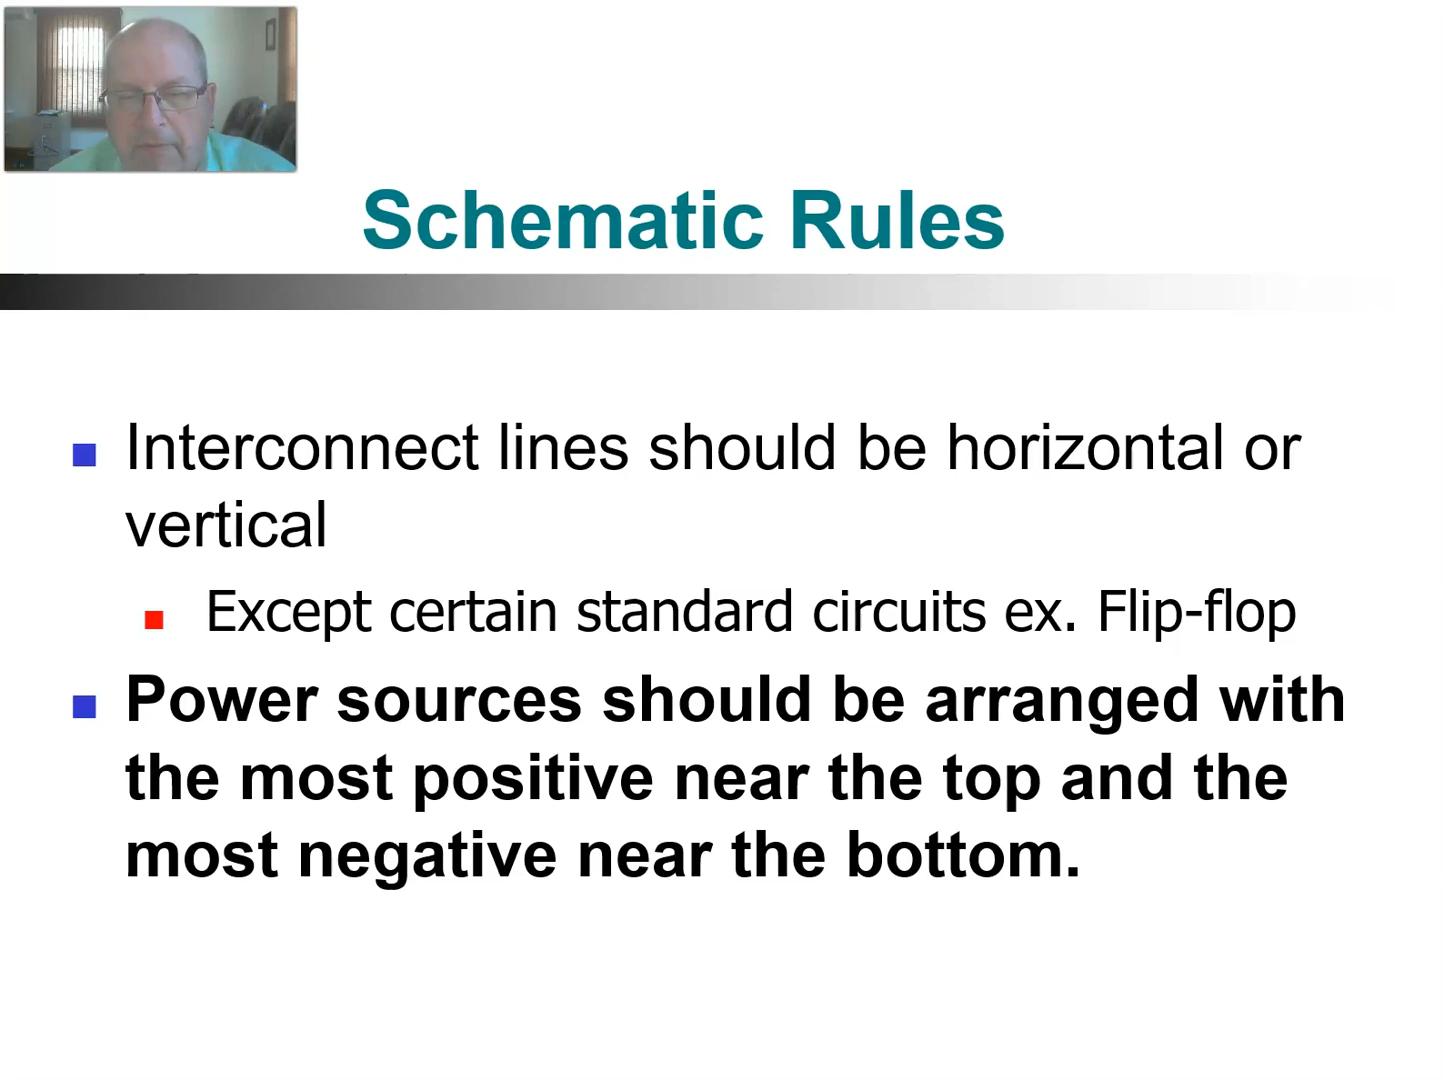 Schematic Rules
Interconnect lines should be horizontal or
vertical
Except certain standard circuits ex. Flip-flop
Power sources should be arranged with
the most positive near the top and the
most negative near the bottom.